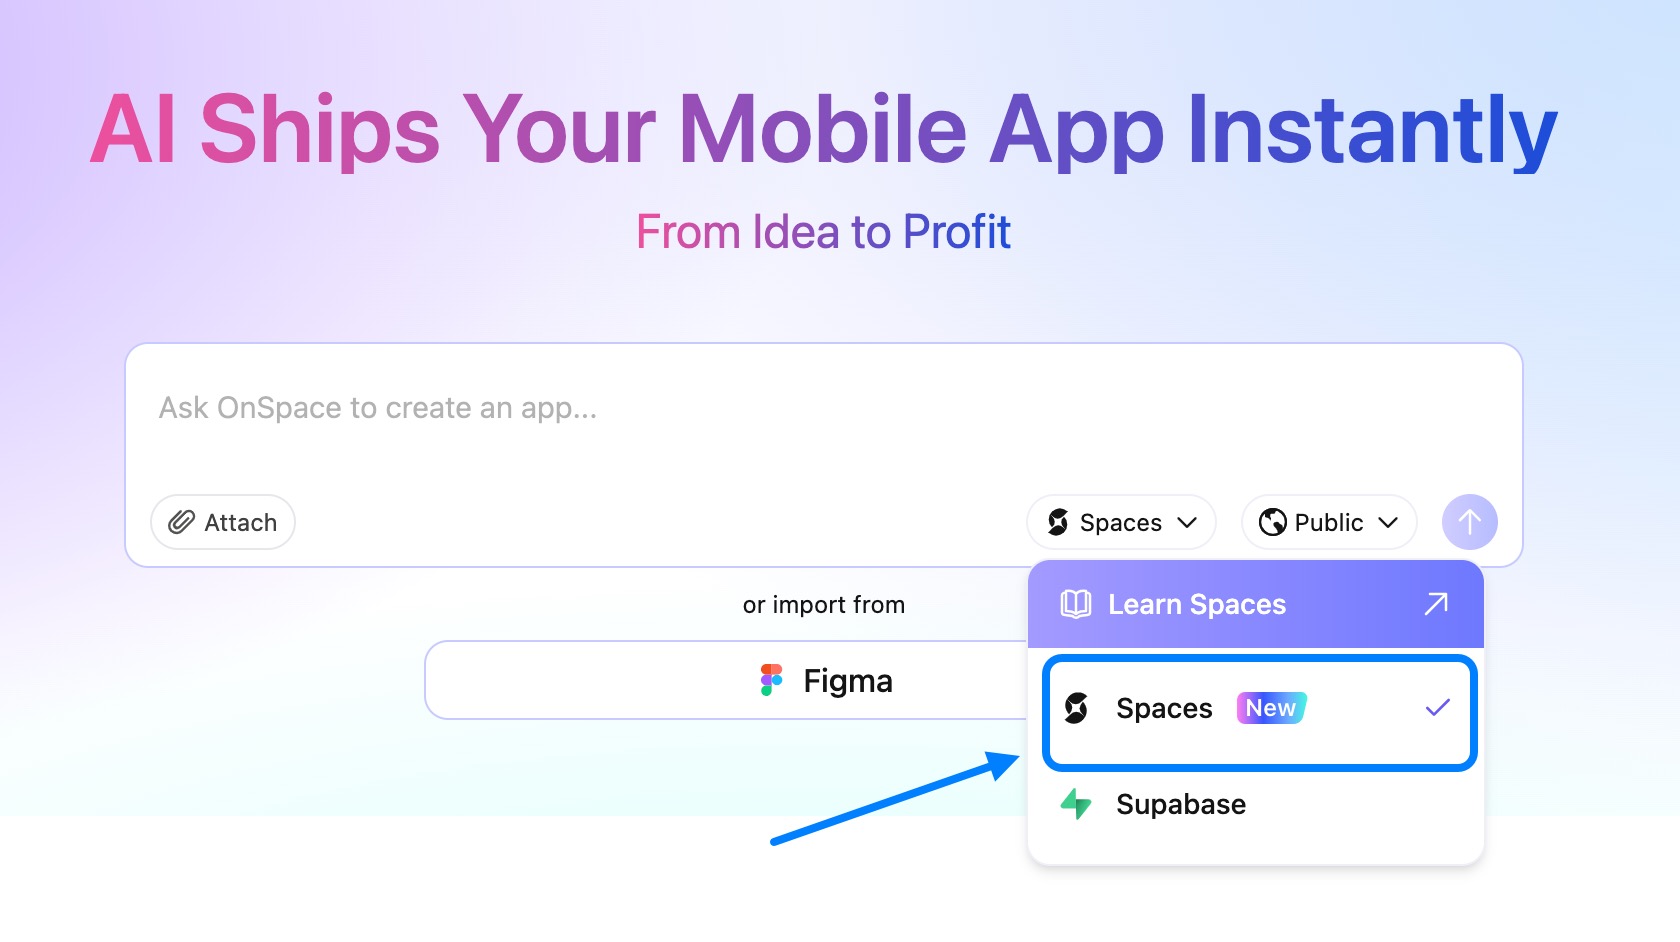 AI Ships Your Mobile App Instantly
From Idea to Profit
Ask OnSpace to create an app...
Attach
Spaces
Public
or import from
Figma
Learn Spaces
Spaces New
Supabase